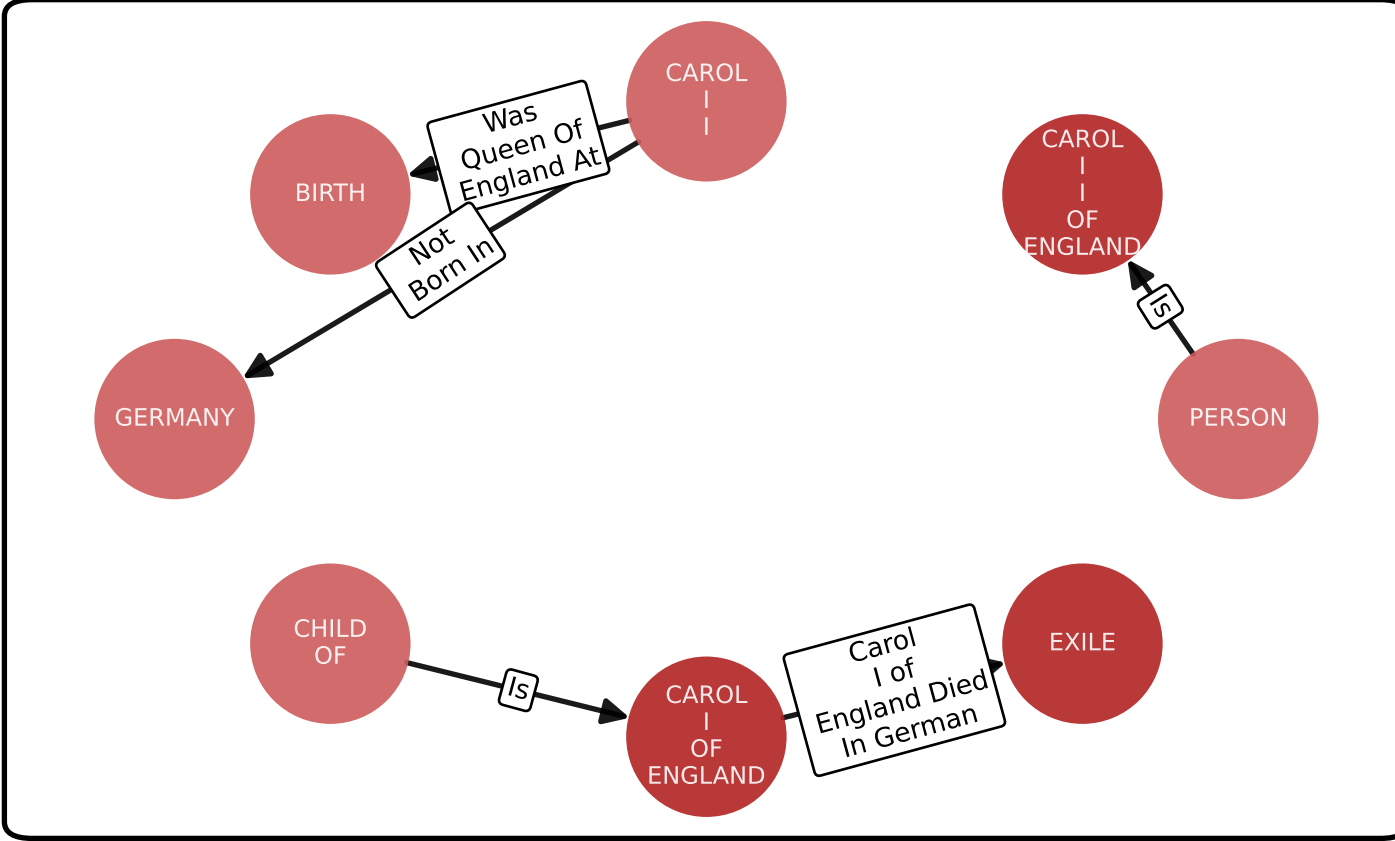 CAROL
I
I
Was
Queen Of
England At
BIRTH
Not
Born In
GERMANY
CAROL
I
I
OF
ENGLAND
Is
PERSON
CHILD
OF
Is
CAROL
I
OF
ENGLAND
Carol
I of
England Died
In German
EXILE